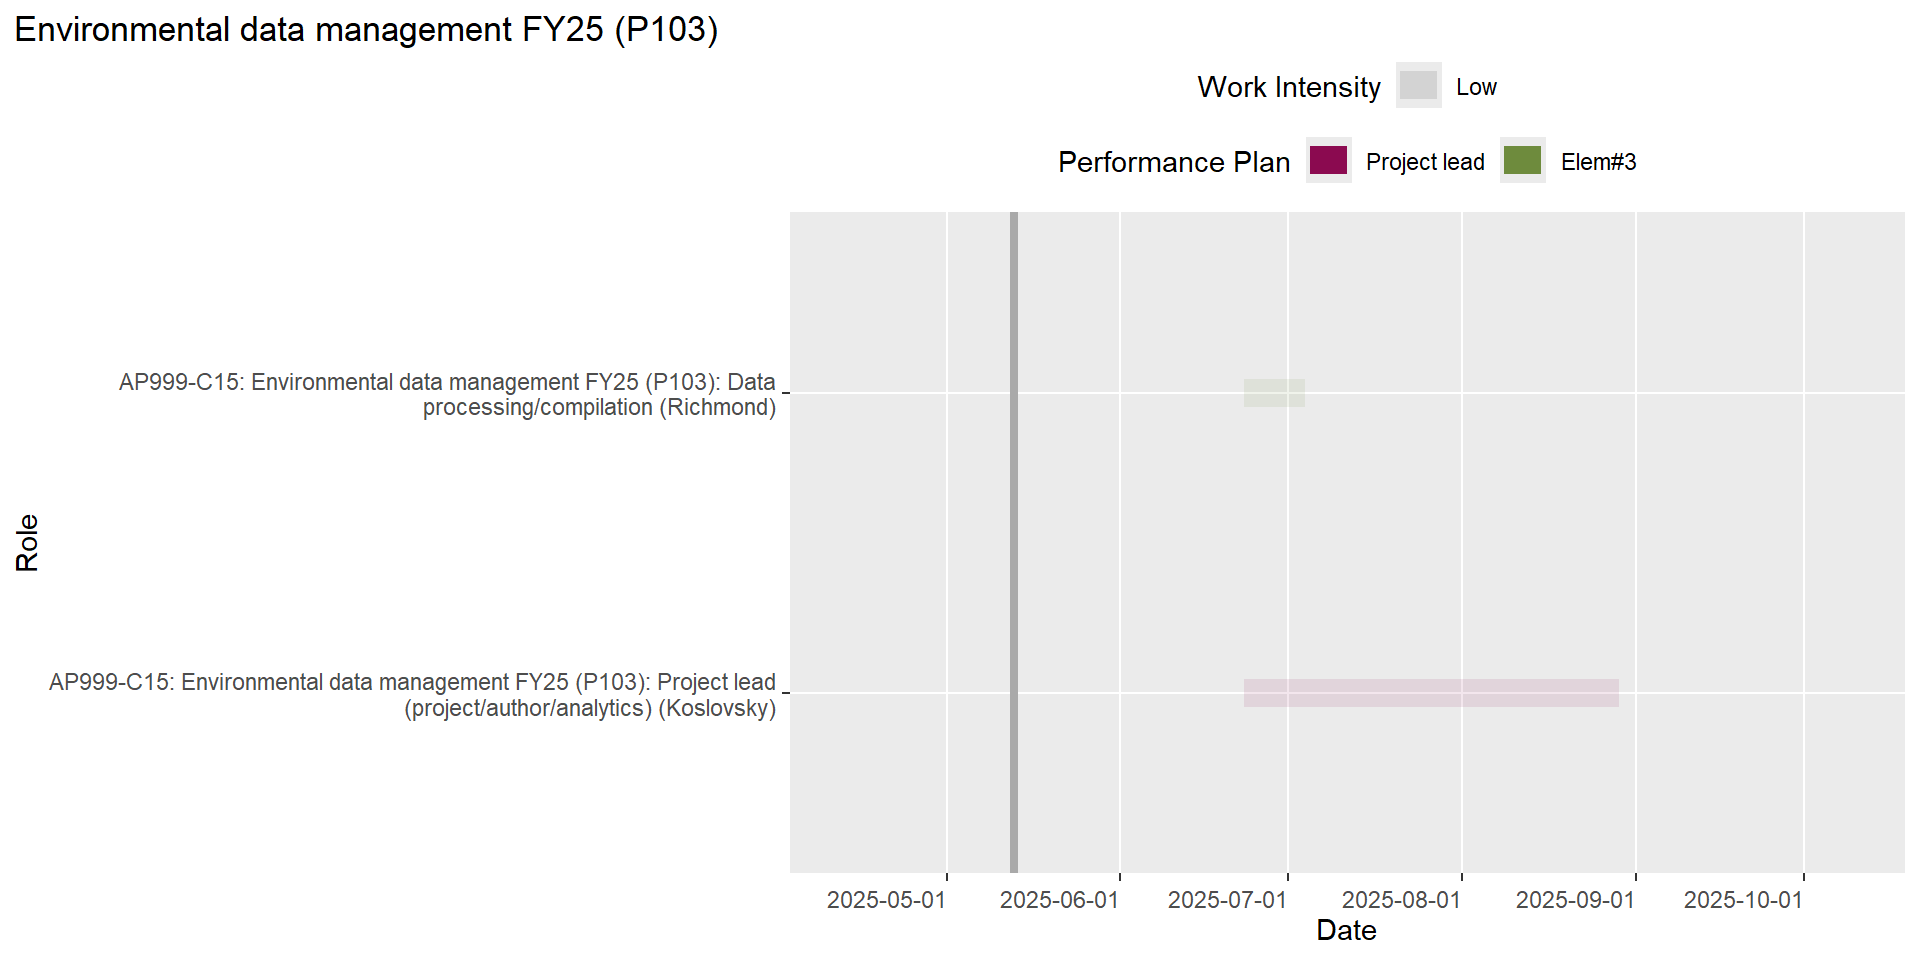 Environmental data management FY25 (P103)
Work Intensity Low
Performance Plan Project lead Elem#3
AP999-C15: Environmental data management FY25 (P103): Data
processing/compilation (Richmond)
Role
AP999-C15: Environmental data management FY25 (P103): Project lead
(project/author/analytics) (Koslovsky)
2025-05-01 2025-06-01 2025-07-01 2025-08-01 2025-09-01 2025-10-01
Date